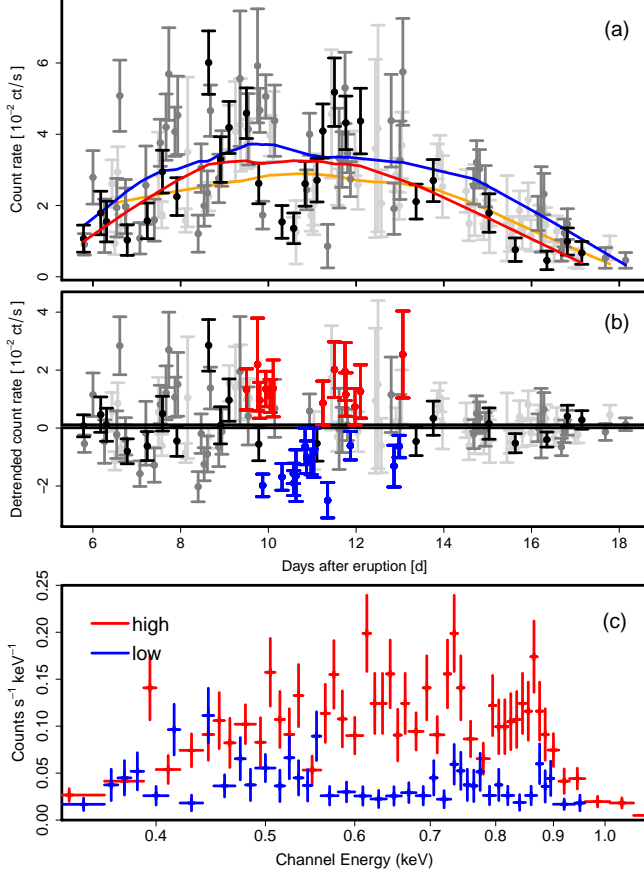 (a)
Count rate [ 10⁻² ct / s ]
0 2 4 6
(b)
Detrended count rate [ 10⁻² ct / s ]
-2 0 2 4
6 8 10 12 14 16 18
Days after eruption [d]
(c)
high
low
Counts s⁻¹ keV⁻¹
0.00 0.05 0.10 0.15 0.20 0.25
0.4 0.5 0.6 0.7 0.8 0.9 1.0
Channel Energy (keV)